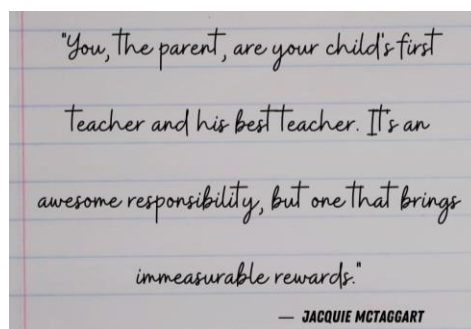 "You, the parent, are your child's first
teacher and his best teacher. It's an
awesome responsibility, but one that brings
immeasurable rewards."
— JACQUIE MCTAGGART